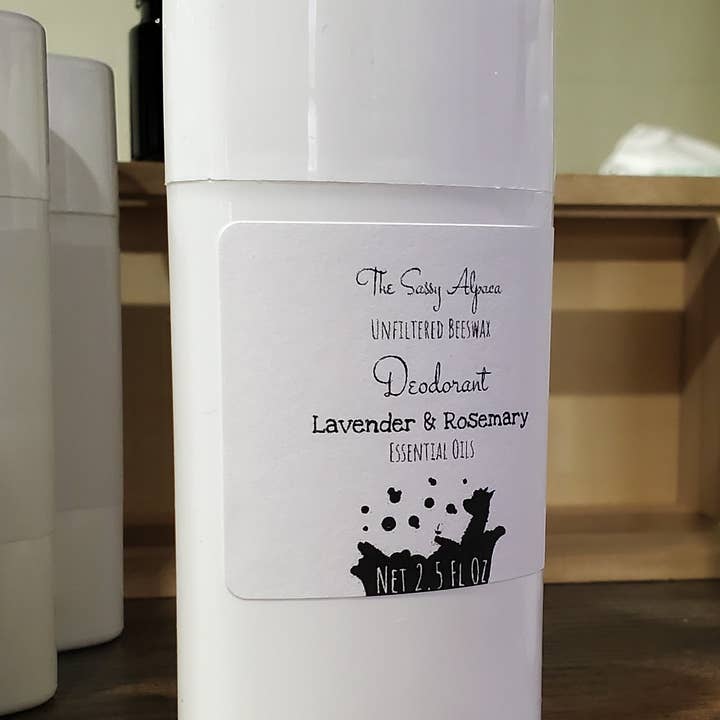 The Sassy Alpaca
Unfiltered Beeswax
Deodorant
Lavender & Rosemary
Essential Oils
Net 2.5 Fl Oz